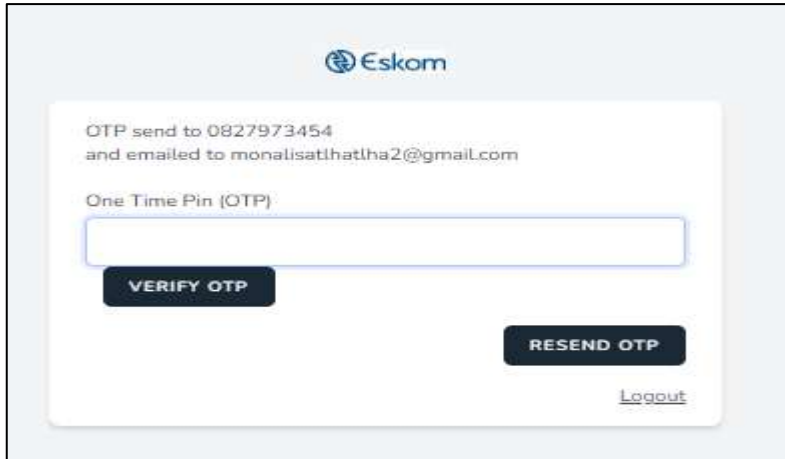 Eskom
OTP send to 0827973454
and emailed to monalisatlhatlha2@gmail.com
One Time Pin (OTP)
VERIFY OTP
RESEND OTP
Logout